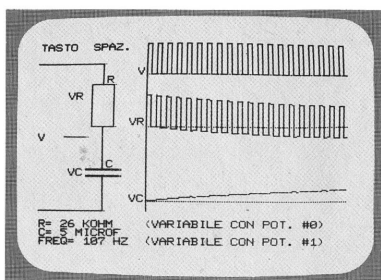 TASTO SPAZ.
R
VR
V
C
VC
V
VR
VC
R= 26 KOHM (VARIABILE CON POT. #0)
C= 5 MICROF
FREQ= 107 HZ (VARIABILE CON POT. #1)